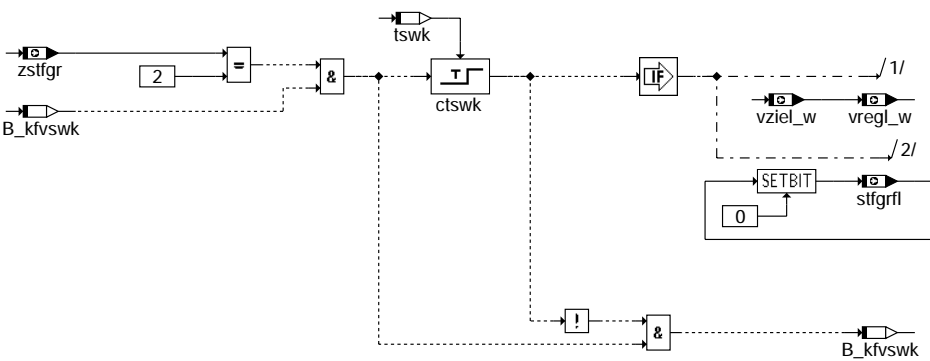 tswk
zstfgr
=
2
&
T
ctswk
IF
1/
B_kfvswk
vziel_w
vregl_w
2/
SETBIT
stfgrfl
0
!
&
B_kfvswk